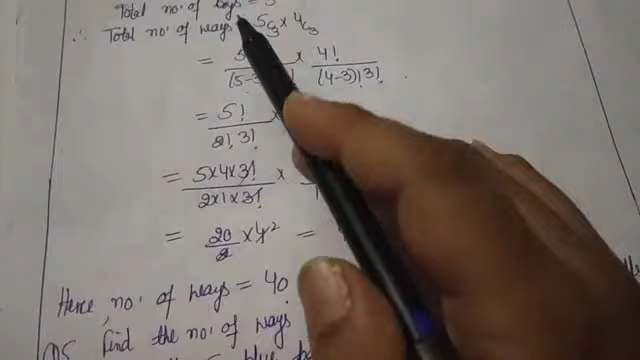 Total no. of ways =
∴ Total no. of ways 5C3 × 4C3
= 5 / (5-3 × 4! / (4-3)! 3!
= 5! / 2! 3! ×
= 5×4×3! / 2×1×3! ×
= 20/2 × 4² =
Hence, no. of ways = 40
Q5 find the no. of ways